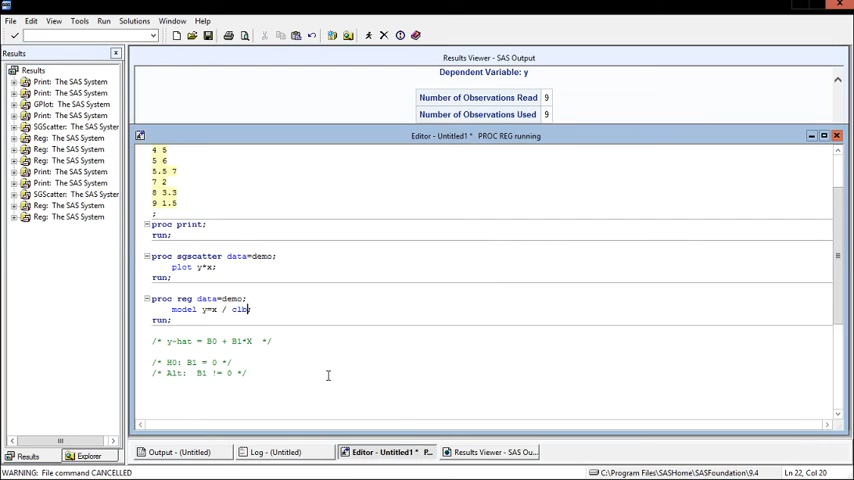 File Edit View Tools Run Solutions Window Help
Results
Results
Print: The SAS System
Print: The SAS System
GPlot: The SAS System
Print: The SAS System
SGScatter: The SAS System
Reg: The SAS System
Print: The SAS System
Reg: The SAS System
Print: The SAS System
Print: The SAS System
SGScatter: The SAS Syster
Reg: The SAS System
Reg: The SAS System
Results Viewer - SAS Output
Dependent Variable: y
Number of Observations Read 9
Number of Observations Used 9
Editor - Untitled1 * PROC REG running
4 5
5 6
5.5 7
7 2
8 3.3
9 1.5
;
proc print;
run;
proc sgscatter data=demo;
plot y*x;
run;
proc reg data=demo;
model y=x / clb;
run;
/* y-hat = B0 + B1*X */
/* H0: B1 = 0 */
/* Alt: B1 != 0 */
Results Explorer
Output - (Untitled) Log - (Untitled) Editor - Untitled1 * P... Results Viewer - SAS Ou...
WARNING: File command CANCELLED
C:\Program Files\SASHome\SASFoundation\9.4
Ln 22, Col 20